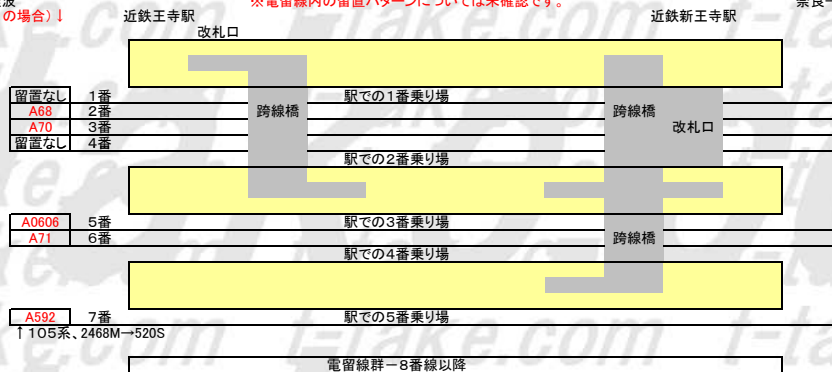 の場合)↓
近鉄王寺駅
※電留線内の留置パターンについては未確認です。
近鉄新王寺駅
改札口
留置なし 1番 駅での1番乗り場
A68 2番 跨線橋 跨線橋
A70 3番 改札口
留置なし 4番
駅での2番乗り場
A0606 5番 駅での3番乗り場
A71 6番 跨線橋
駅での4番乗り場
A592 7番 駅での5番乗り場
↑105系、2468M→520S
電留線群－8番線以降
t-take.com